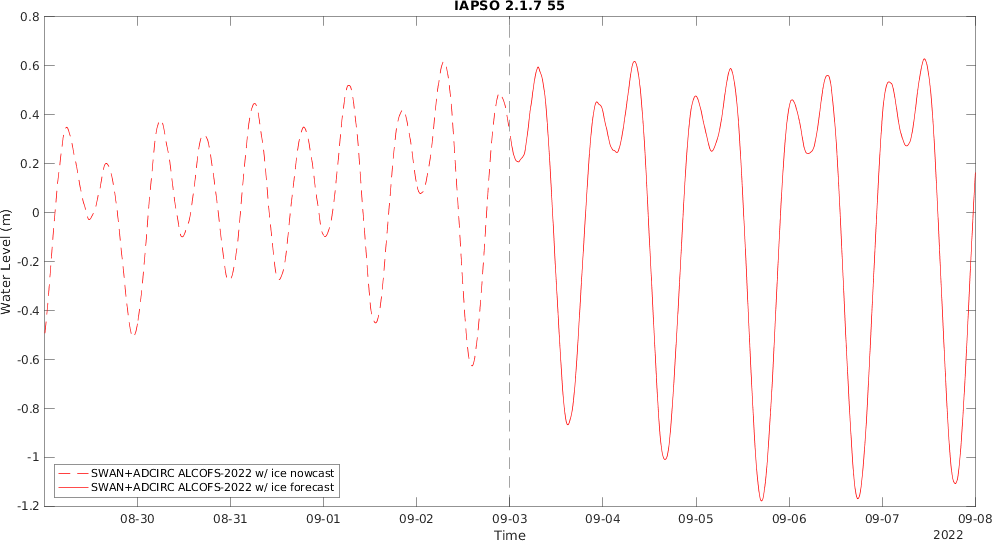 IAPSO 2.1.7 55
0.8
0.6
0.4
0.2
0
-0.2
-0.4
-0.6
-0.8
-1
-1.2
Water Level (m)
SWAN+ADCIRC ALCOFS-2022 w/ ice nowcast
SWAN+ADCIRC ALCOFS-2022 w/ ice forecast
08-30 08-31 09-01 09-02 09-03 09-04 09-05 09-06 09-07 09-08
Time
2022